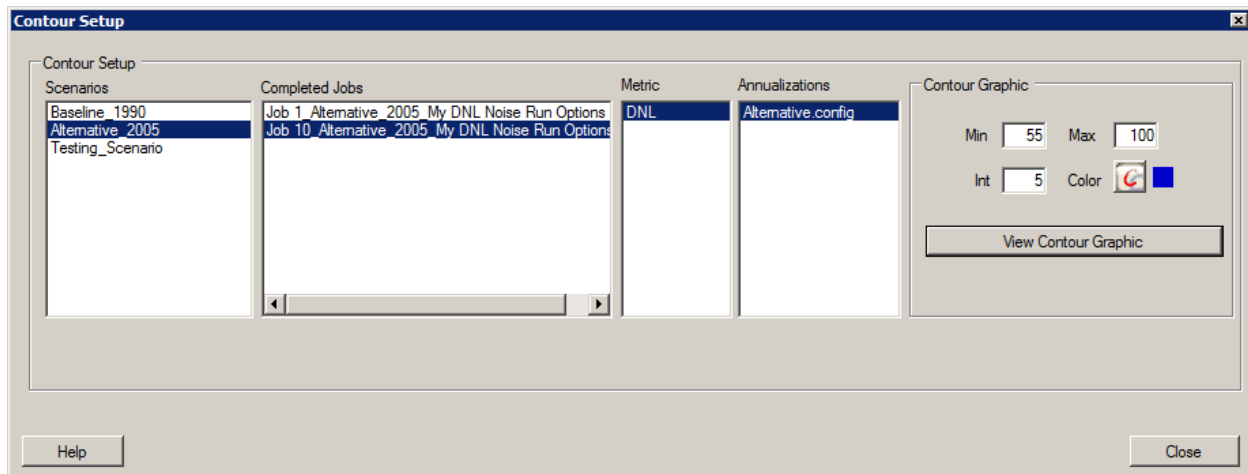 Contour Setup
Contour Setup
Scenarios
Baseline_1990
Alternative_2005
Testing_Scenario
Completed Jobs
Job 1_Alternative_2005_My DNL Noise Run Options
Job 10_Alternative_2005_My DNL Noise Run Options
Metric
DNL
Annualizations
Alternative.config
Contour Graphic
Min 55 Max 100
Int 5 Color
View Contour Graphic
Help
Close